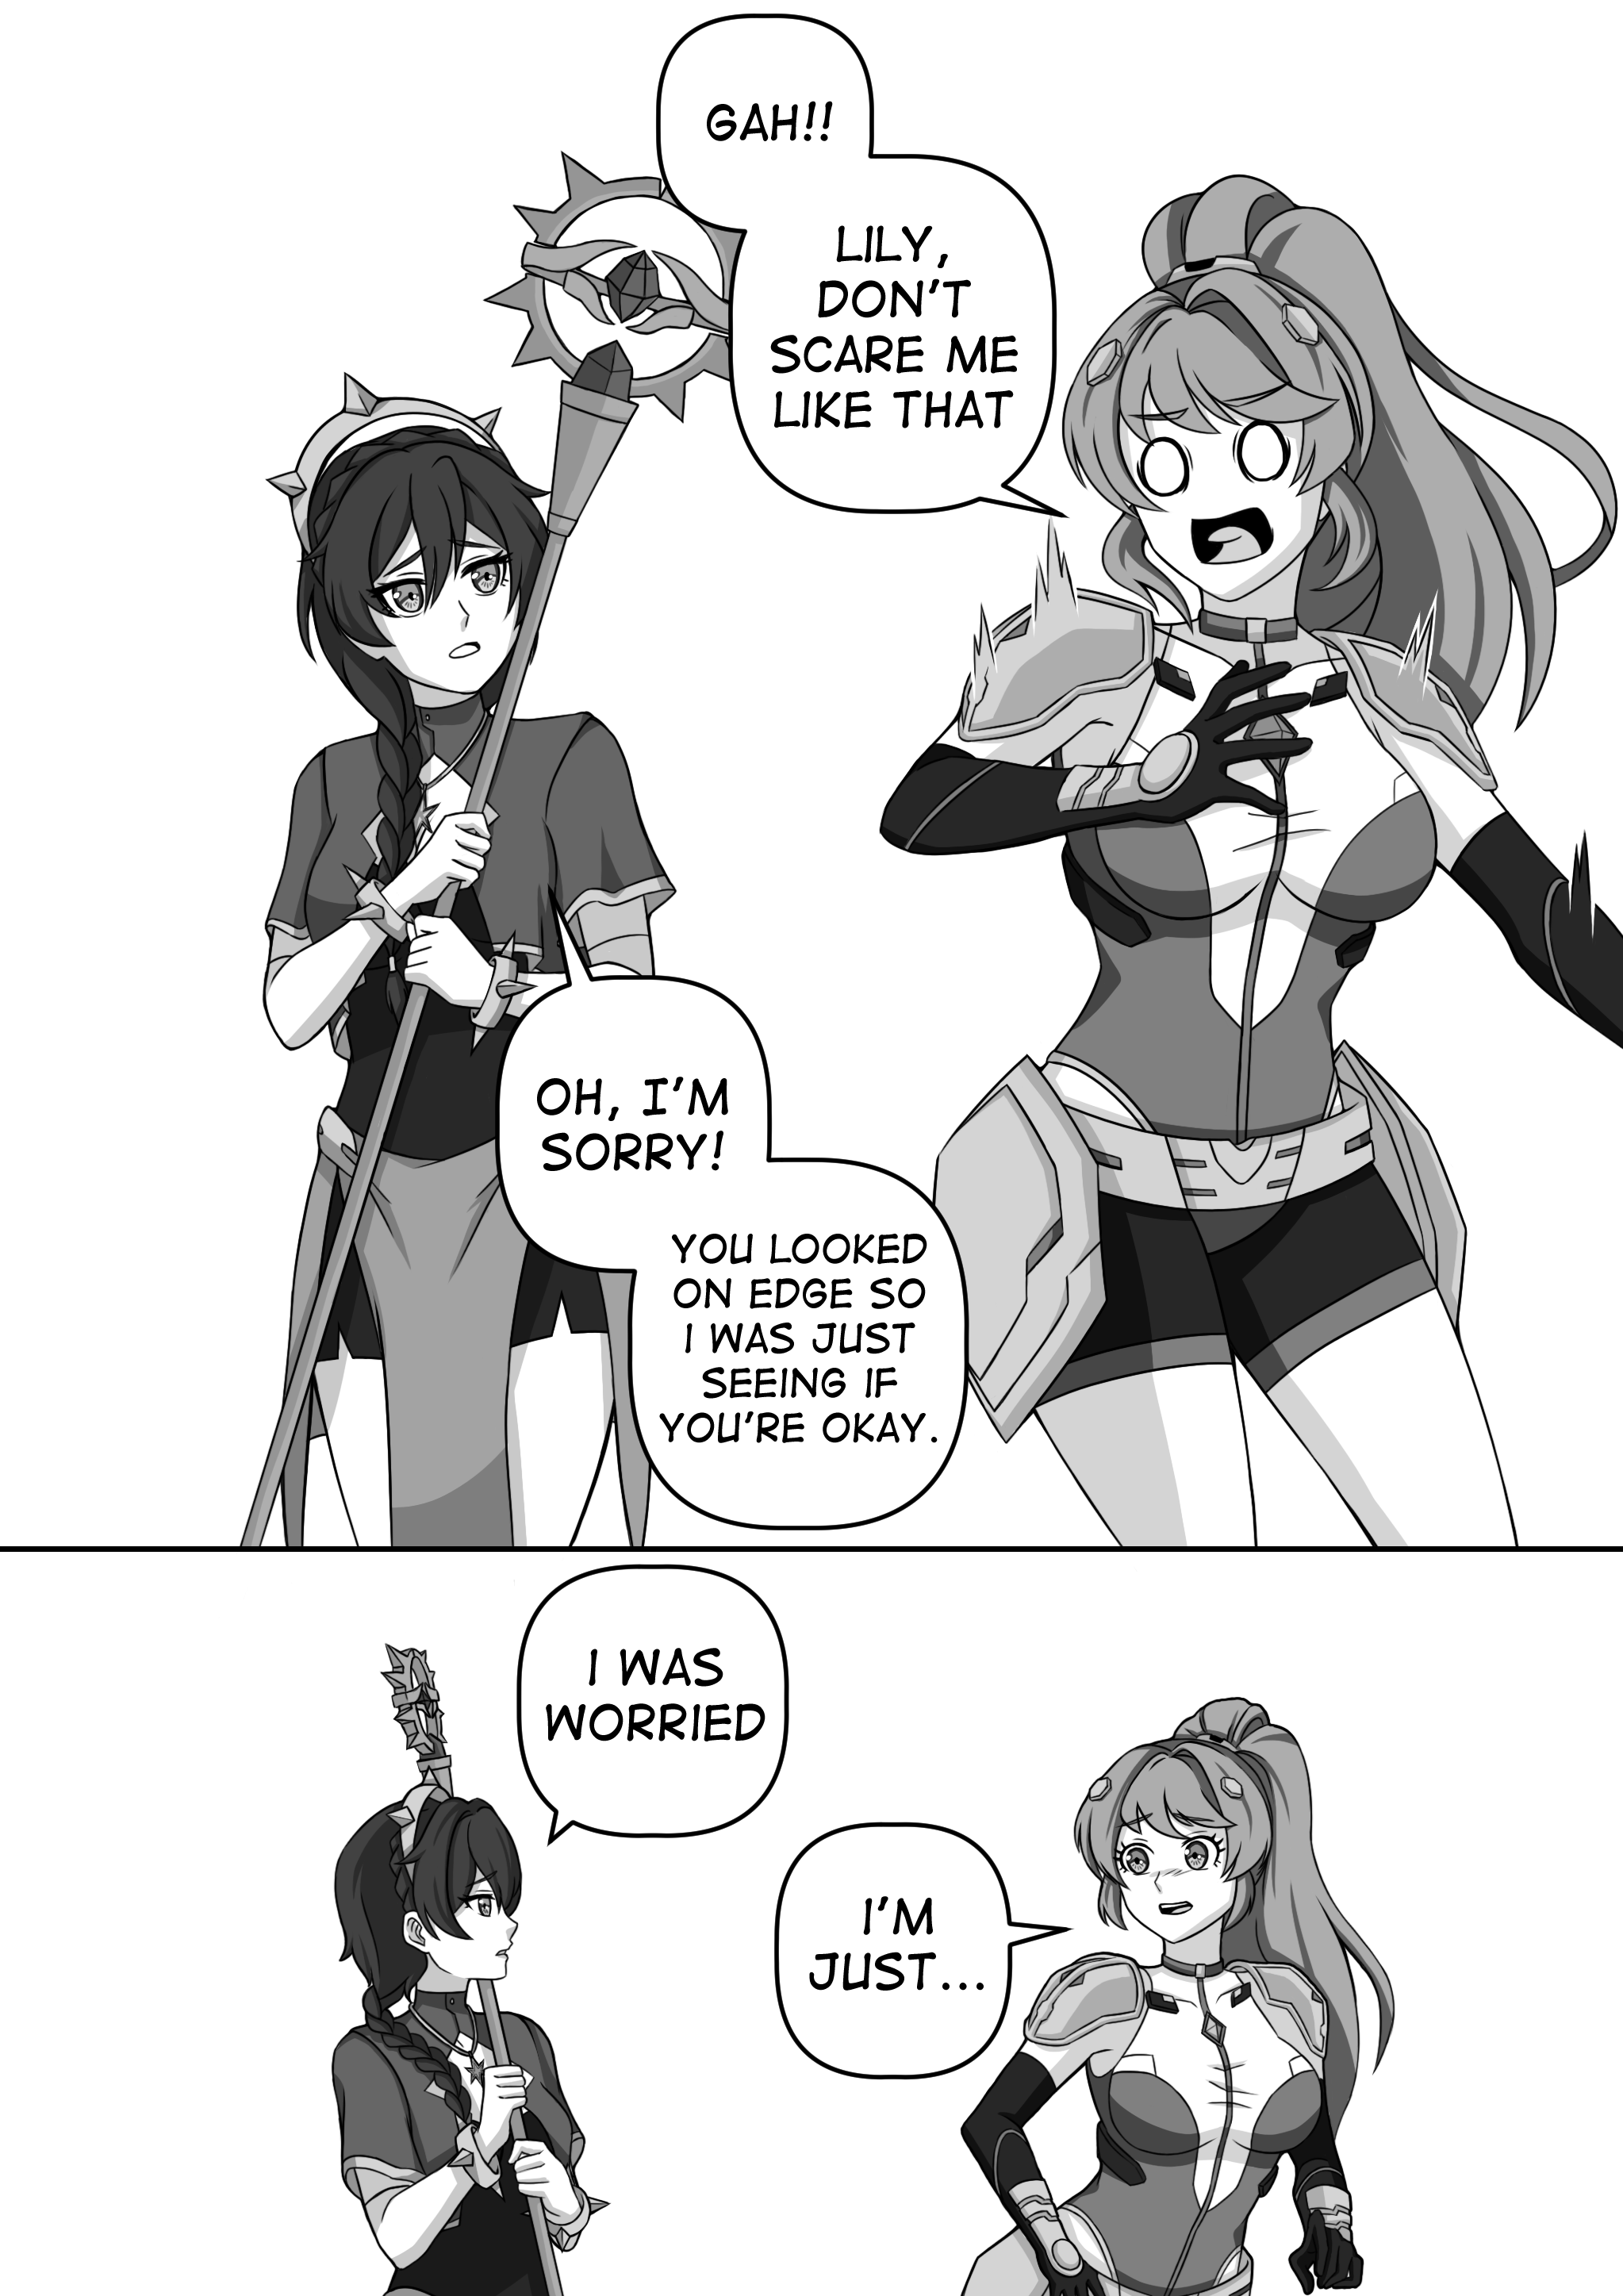 GAH!!
LILY,
DON'T
SCARE ME
LIKE THAT
OH, I'M
SORRY!
YOU LOOKED
ON EDGE SO
I WAS JUST
SEEING IF
YOU'RE OKAY.
I WAS
WORRIED
I'M
JUST...